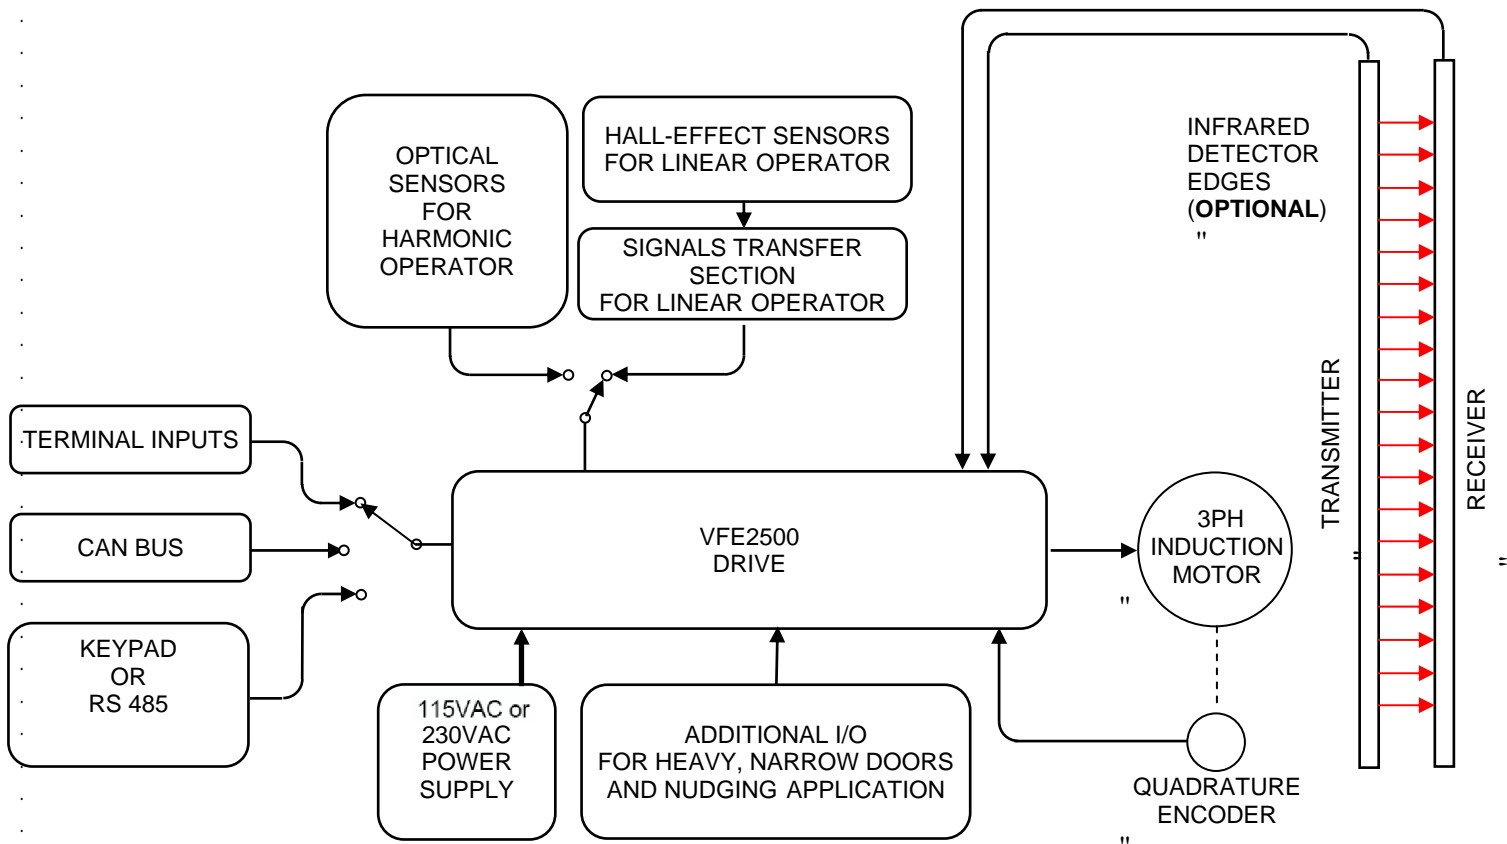 OPTICAL
SENSORS
FOR
HARMONIC
OPERATOR
HALL-EFFECT SENSORS
FOR LINEAR OPERATOR
SIGNALS TRANSFER
SECTION
FOR LINEAR OPERATOR
INFRARED
DETECTOR
EDGES
(OPTIONAL)
"
TRANSMITTER
"
RECEIVER
"
TERMINAL INPUTS
CAN BUS
KEYPAD
OR
RS 485
VFE2500
DRIVE
3PH
INDUCTION
MOTOR
"
115VAC or
230VAC
POWER
SUPPLY
ADDITIONAL I/O
FOR HEAVY, NARROW DOORS
AND NUDGING APPLICATION
QUADRATURE
ENCODER
"